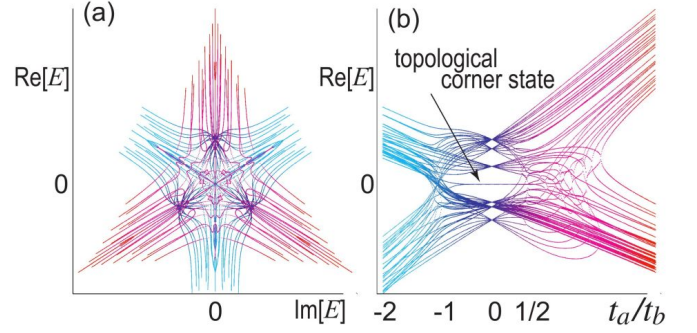 (a)
Re[E]
0
0
Im[E]
(b)
Re[E]
topological
corner state
0
-2 -1 0 1/2 t_a/t_b